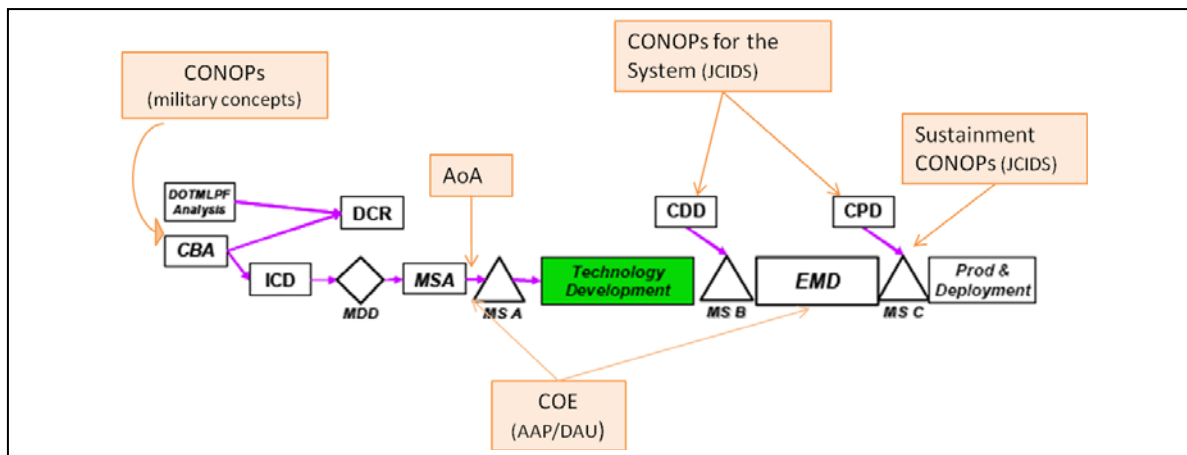 CONOPs
(military concepts)
CONOPs for the
System (JCIDS)
Sustainment
CONOPs (JCIDS)
AoA
DOTMLPF
Analysis
DCR
CDD
CPD
CBA
ICD
MDD
MSA
MS A
Technology
Development
MS B
EMD
MS C
Prod &
Deployment
COE
(AAP/DAU)